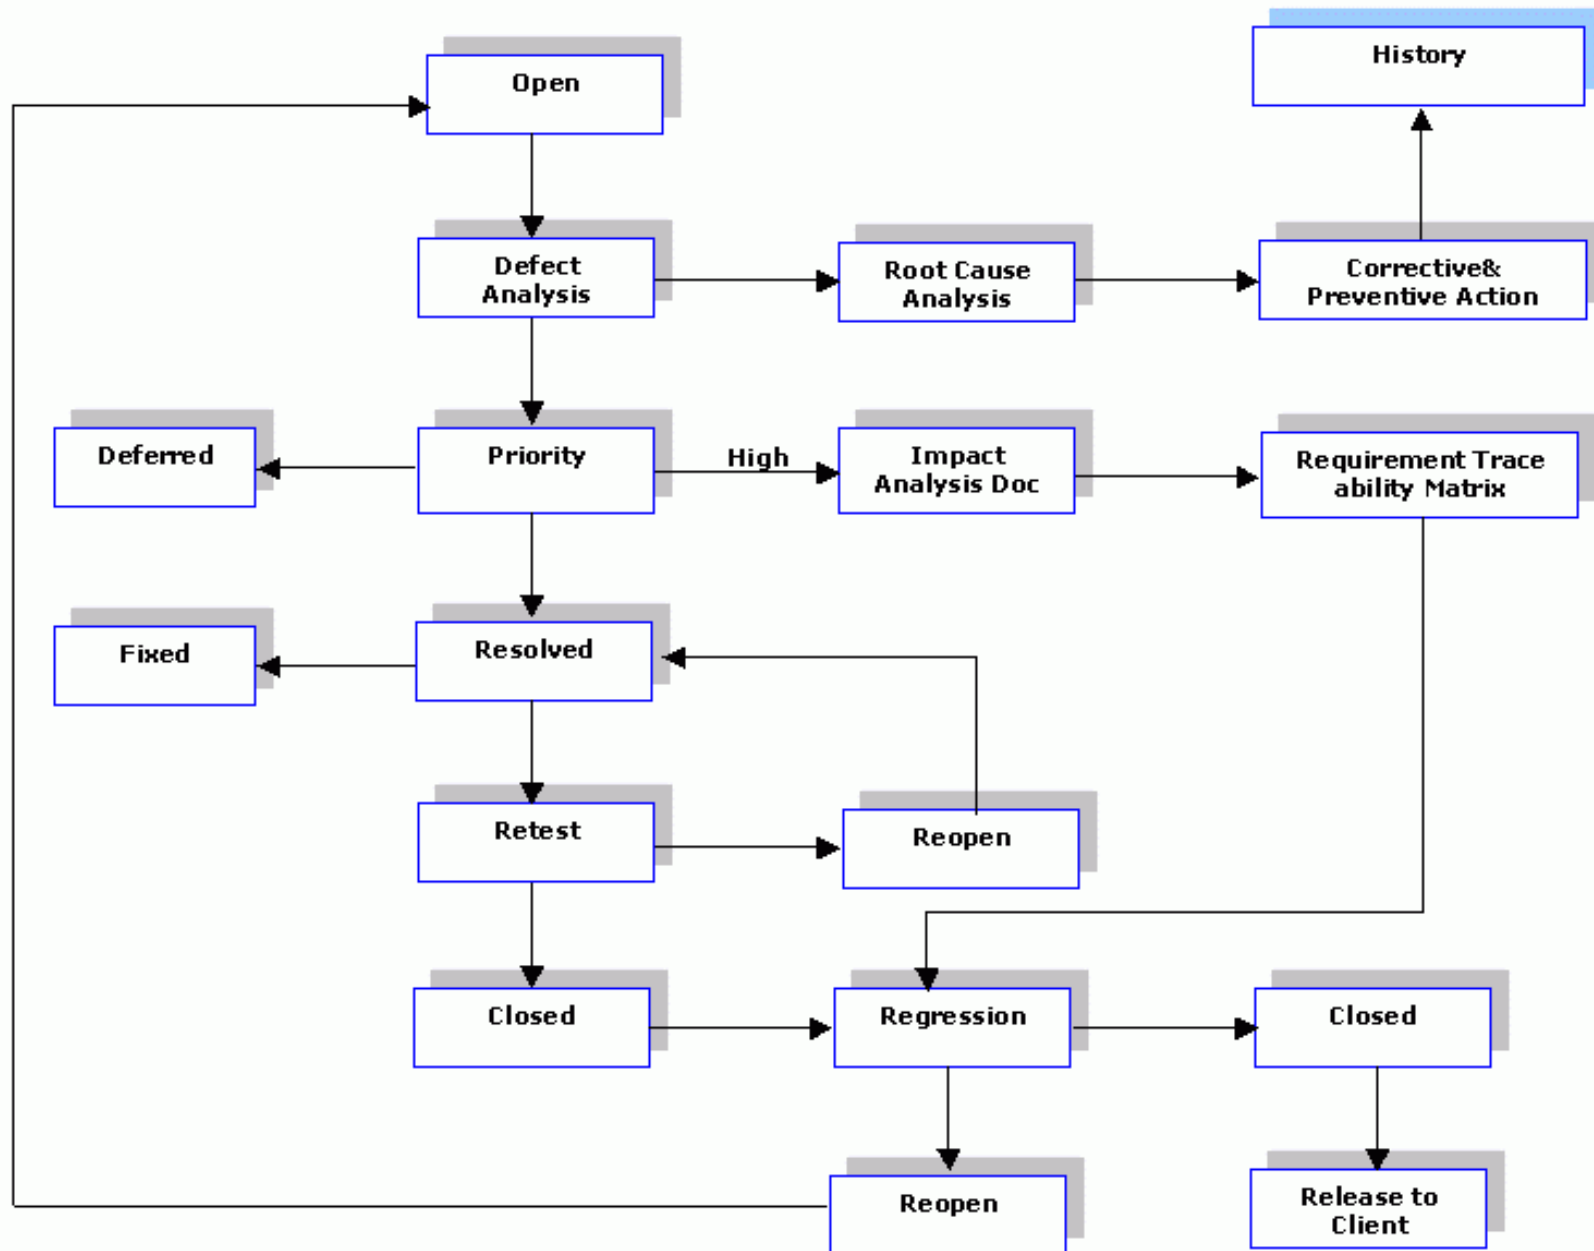 Open
History
Defect
Analysis
Root Cause
Analysis
Corrective&
Preventive Action
Deferred
Priority
High
Impact
Analysis Doc
Requirement Trace
ability Matrix
Fixed
Resolved
Retest
Reopen
Closed
Regression
Closed
Reopen
Release to
Client